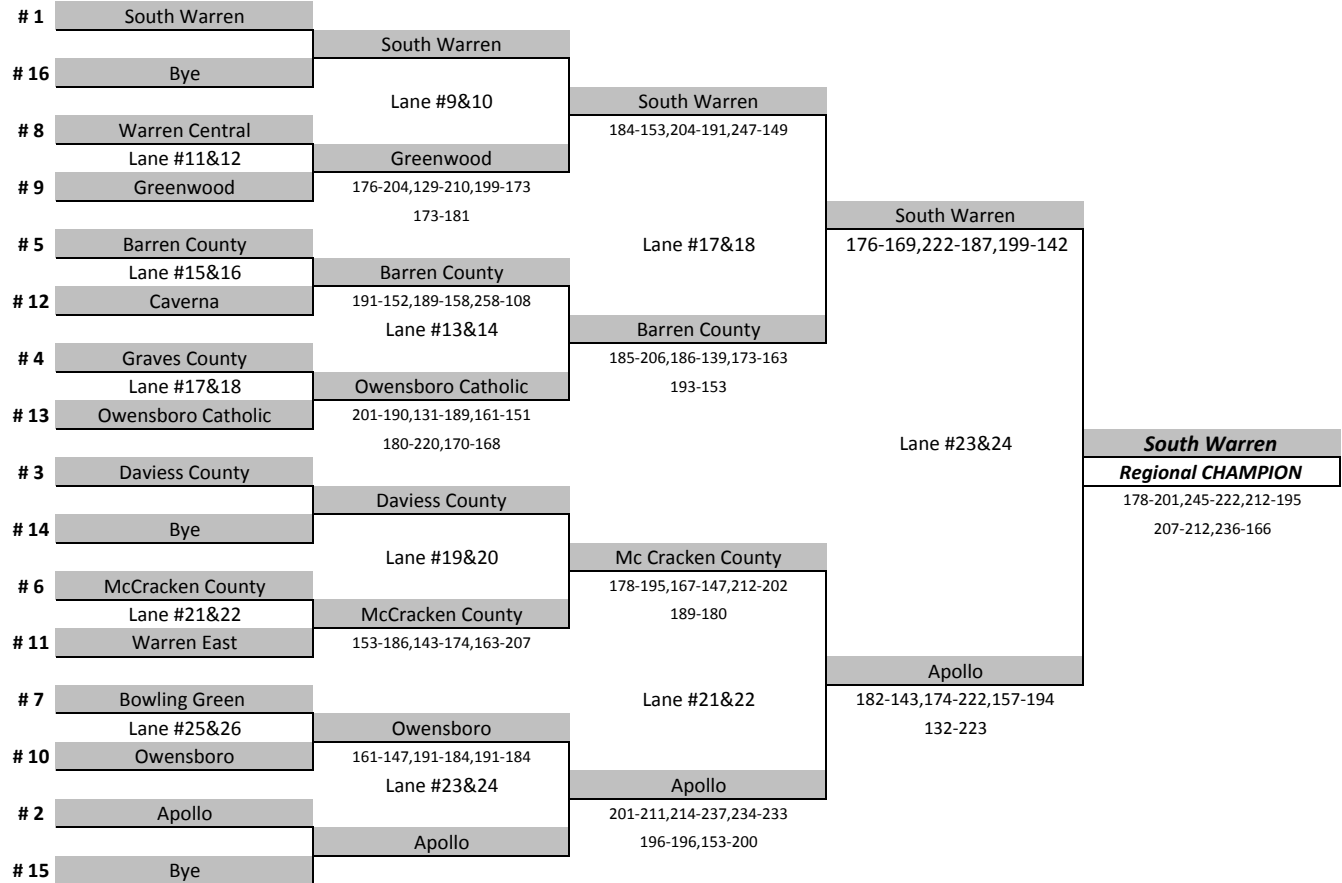 # 1 South Warren
South Warren
# 16 Bye
Lane #9&10 South Warren
# 8 Warren Central 184-153,204-191,247-149
Lane #11&12 Greenwood
# 9 Greenwood 176-204,129-210,199-173
173-181 South Warren
# 5 Barren County Lane #17&18 176-169,222-187,199-142
Lane #15&16 Barren County
# 12 Caverna 191-152,189-158,258-108
Lane #13&14 Barren County
# 4 Graves County 185-206,186-139,173-163
Lane #17&18 Owensboro Catholic 193-153
# 13 Owensboro Catholic 201-190,131-189,161-151
180-220,170-168 Lane #23&24 South Warren
# 3 Daviess County Regional CHAMPION
Daviess County 178-201,245-222,212-195
# 14 Bye 207-212,236-166
Lane #19&20 Mc Cracken County
# 6 McCracken County 178-195,167-147,212-202
Lane #21&22 McCracken County 189-180
# 11 Warren East 153-186,143-174,163-207
Apollo
# 7 Bowling Green Lane #21&22 182-143,174-222,157-194
Lane #25&26 Owensboro 132-223
# 10 Owensboro 161-147,191-184,191-184
Lane #23&24 Apollo
# 2 Apollo 201-211,214-237,234-233
Apollo 196-196,153-200
# 15 Bye